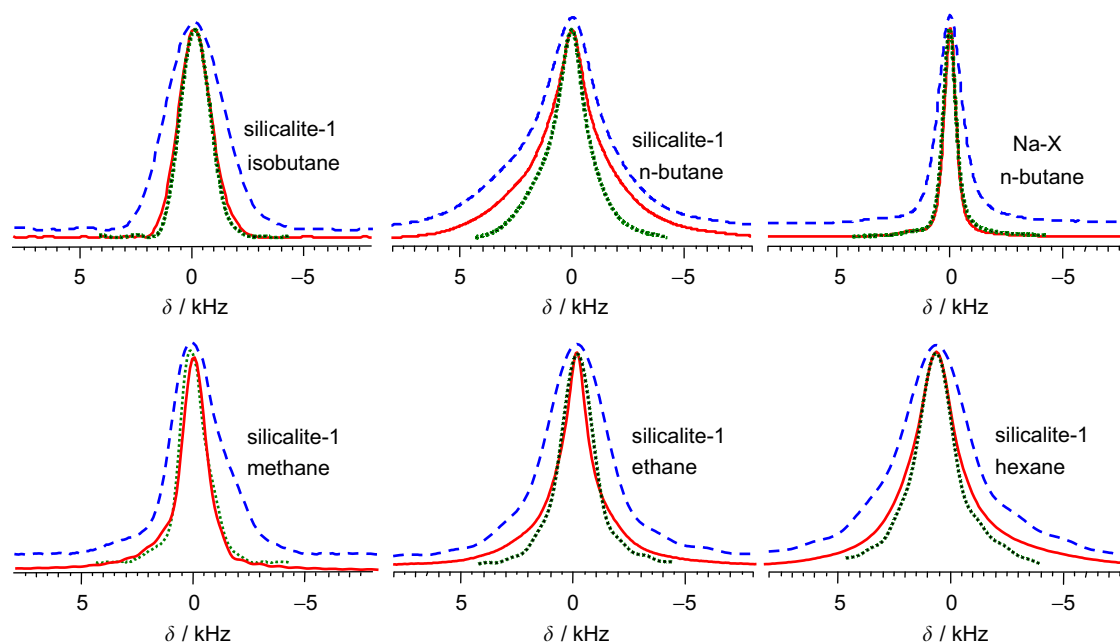 silicalite-1
isobutane
5 0 −5
δ / kHz
silicalite-1
n-butane
5 0 −5
δ / kHz
Na-X
n-butane
5 0 −5
δ / kHz
silicalite-1
methane
5 0 −5
δ / kHz
silicalite-1
ethane
5 0 −5
δ / kHz
silicalite-1
hexane
5 0 −5
δ / kHz